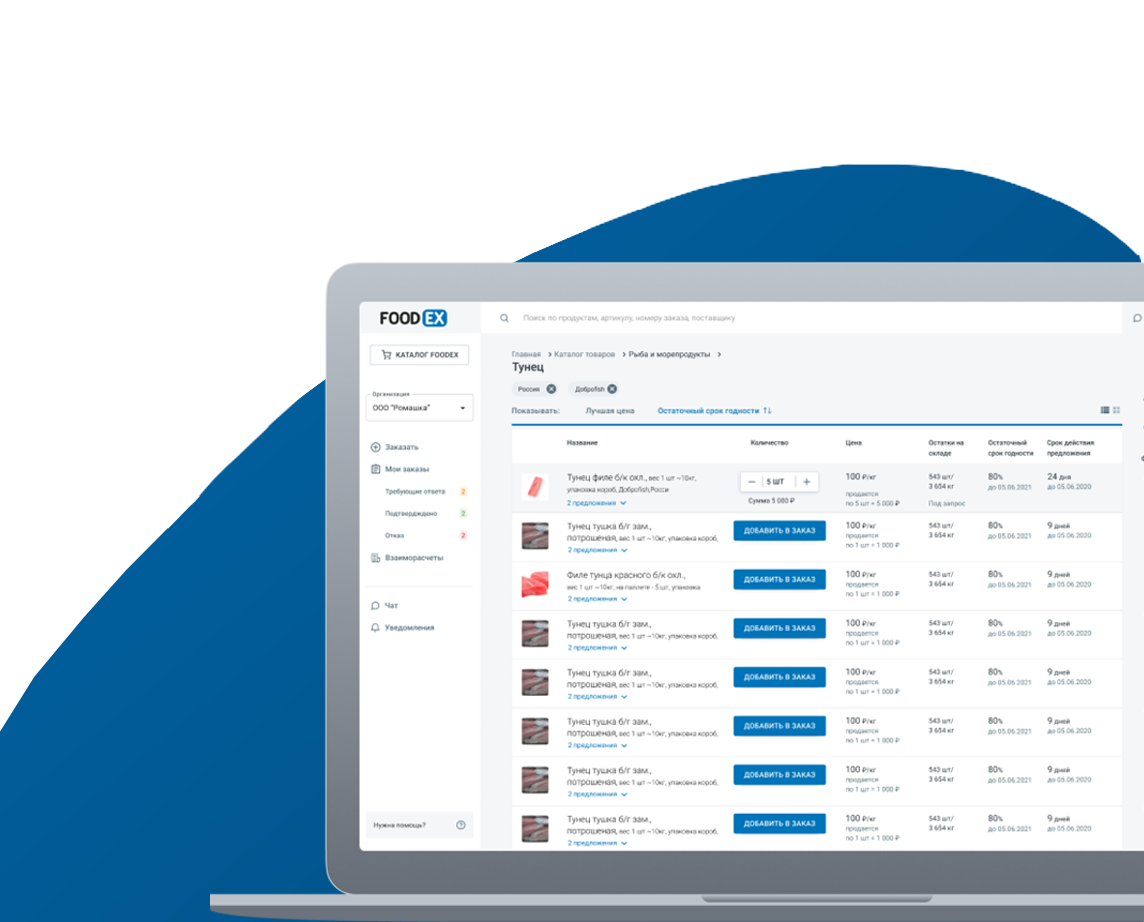 FOODEX
Поиск по продуктам, артикулу, номеру заказа, поставщику
КАТАЛОГ FOODEX
Организация
ООО "Ромашка"
Заказать
Мои заказы
Требующие ответа 2
Подтверждено 2
Отказ 2
Взаиморасчеты
Чат
Уведомления
Нужна помощь?
Главная > Каталог товаров > Рыба и морепродукты >
Тунец
Россия
Доброfish
Показывать: Лучшая цена Остаточный срок годности
Название Количество Цена Остатки на складе Остаточный срок годности Срок действия предложения
Тунец филе б/к охл., вес 1 шт ~10кг, − 5 ШТ + 100 ₽/кг 543 шт/ 80% 24 дня
упаковка короб, Доброfish,Росси Сумма 5 000 ₽ продается 3 654 кг до 05.06.2021 до 05.06.2020
2 предложения по 5 шт = 5 000 ₽ Под запрос
Тунец тушка б/г зам., ДОБАВИТЬ В ЗАКАЗ 100 ₽/кг 543 шт/ 80% 9 дней
потрошеная, вес 1 шт ~10кг, упаковка короб, продается 3 654 кг до 05.06.2021 до 05.06.2020
2 предложения по 1 шт = 1 000 ₽
Филе тунца красного б/к охл., ДОБАВИТЬ В ЗАКАЗ 100 ₽/кг 543 шт/ 80% 9 дней
вес 1 шт ~10кг, на паллете - 5 шт, упаковка продается 3 654 кг до 05.06.2021 до 05.06.2020
2 предложения по 1 шт = 1 000 ₽
Тунец тушка б/г зам., ДОБАВИТЬ В ЗАКАЗ 100 ₽/кг 543 шт/ 80% 9 дней
потрошеная, вес 1 шт ~10кг, упаковка короб, продается 3 654 кг до 05.06.2021 до 05.06.2020
2 предложения по 1 шт = 1 000 ₽
Тунец тушка б/г зам., ДОБАВИТЬ В ЗАКАЗ 100 ₽/кг 543 шт/ 80% 9 дней
потрошеная, вес 1 шт ~10кг, упаковка короб, продается 3 654 кг до 05.06.2021 до 05.06.2020
2 предложения по 1 шт = 1 000 ₽
Тунец тушка б/г зам., ДОБАВИТЬ В ЗАКАЗ 100 ₽/кг 543 шт/ 80% 9 дней
потрошеная, вес 1 шт ~10кг, упаковка короб, продается 3 654 кг до 05.06.2021 до 05.06.2020
2 предложения по 1 шт = 1 000 ₽
Тунец тушка б/г зам., ДОБАВИТЬ В ЗАКАЗ 100 ₽/кг 543 шт/ 80% 9 дней
потрошеная, вес 1 шт ~10кг, упаковка короб, продается 3 654 кг до 05.06.2021 до 05.06.2020
2 предложения по 1 шт = 1 000 ₽
Тунец тушка б/г зам., ДОБАВИТЬ В ЗАКАЗ 100 ₽/кг 543 шт/ 80% 9 дней
потрошеная, вес 1 шт ~10кг, упаковка короб, продается 3 654 кг до 05.06.2021 до 05.06.2020
2 предложения по 1 шт = 1 000 ₽